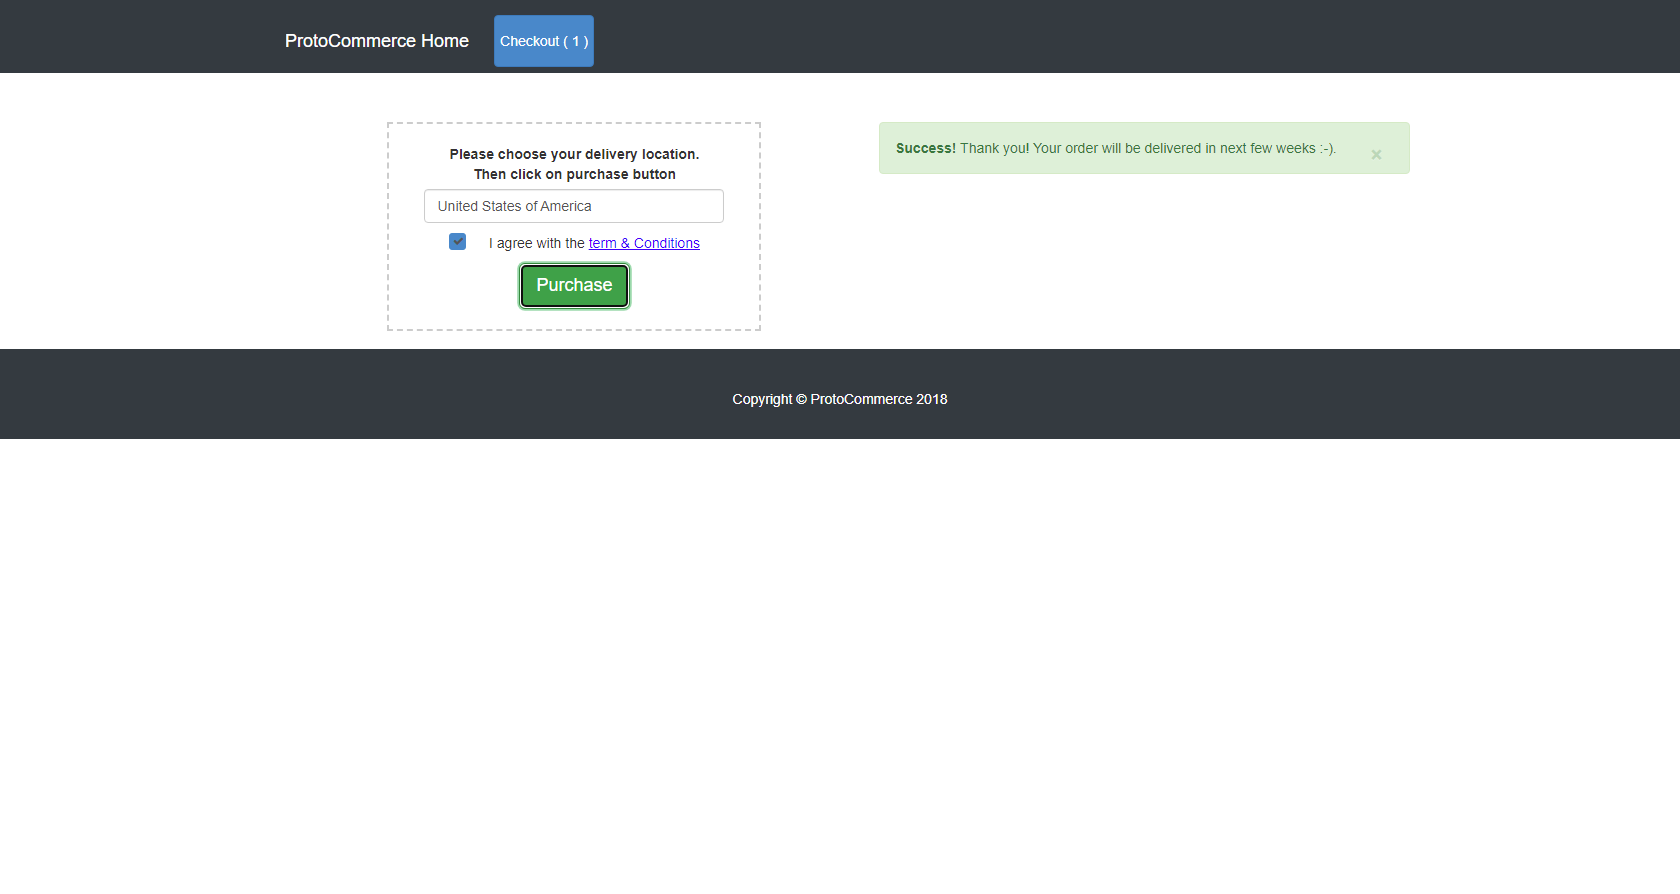 ProtoCommerce Home
Checkout ( 1 )
Please choose your delivery location.
Then click on purchase button
United States of America
I agree with the term & Conditions
Purchase
Success! Thank you! Your order will be delivered in next few weeks :-).
×
Copyright © ProtoCommerce 2018